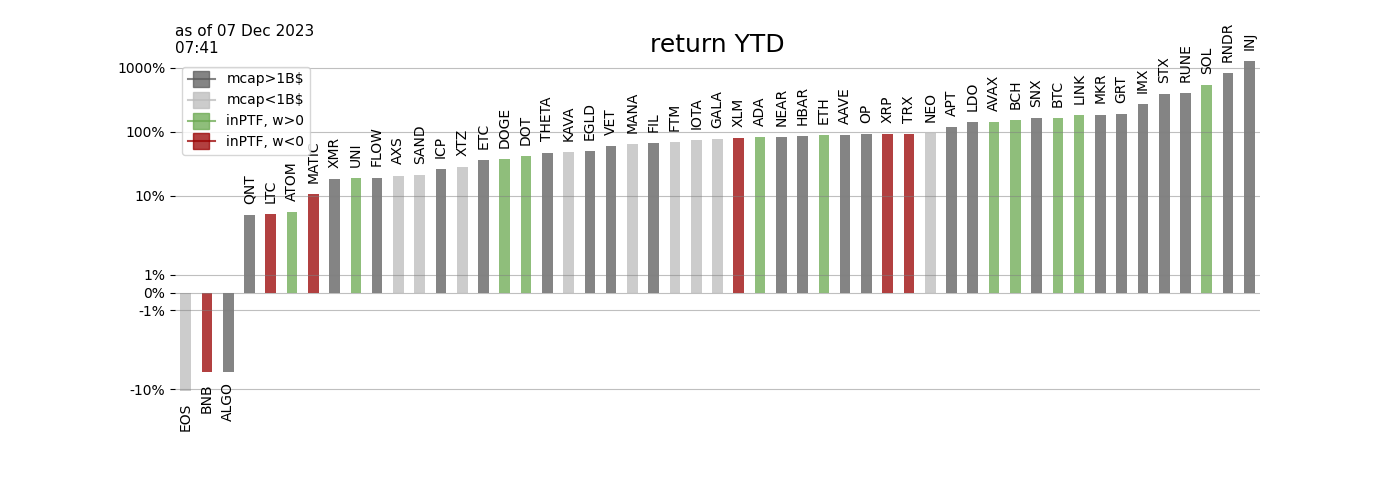 as of 07 Dec 2023
07:41
return YTD
mcap>1B$
mcap<1B$
inPTF, w>0
inPTF, w<0
1000%
100%
10%
1%
0%
-1%
-10%
EOS
BNB
ALGO
QNT
LTC
ATOM
MATIC
XMR
UNI
FLOW
AXS
SAND
ICP
XTZ
ETC
DOGE
DOT
THETA
KAVA
EGLD
VET
MANA
FIL
FTM
IOTA
GALA
XLM
ADA
NEAR
HBAR
ETH
AAVE
OP
XRP
TRX
NEO
APT
LDO
AVAX
BCH
SNX
BTC
LINK
MKR
GRT
IMX
STX
RUNE
SOL
RNDR
INJ